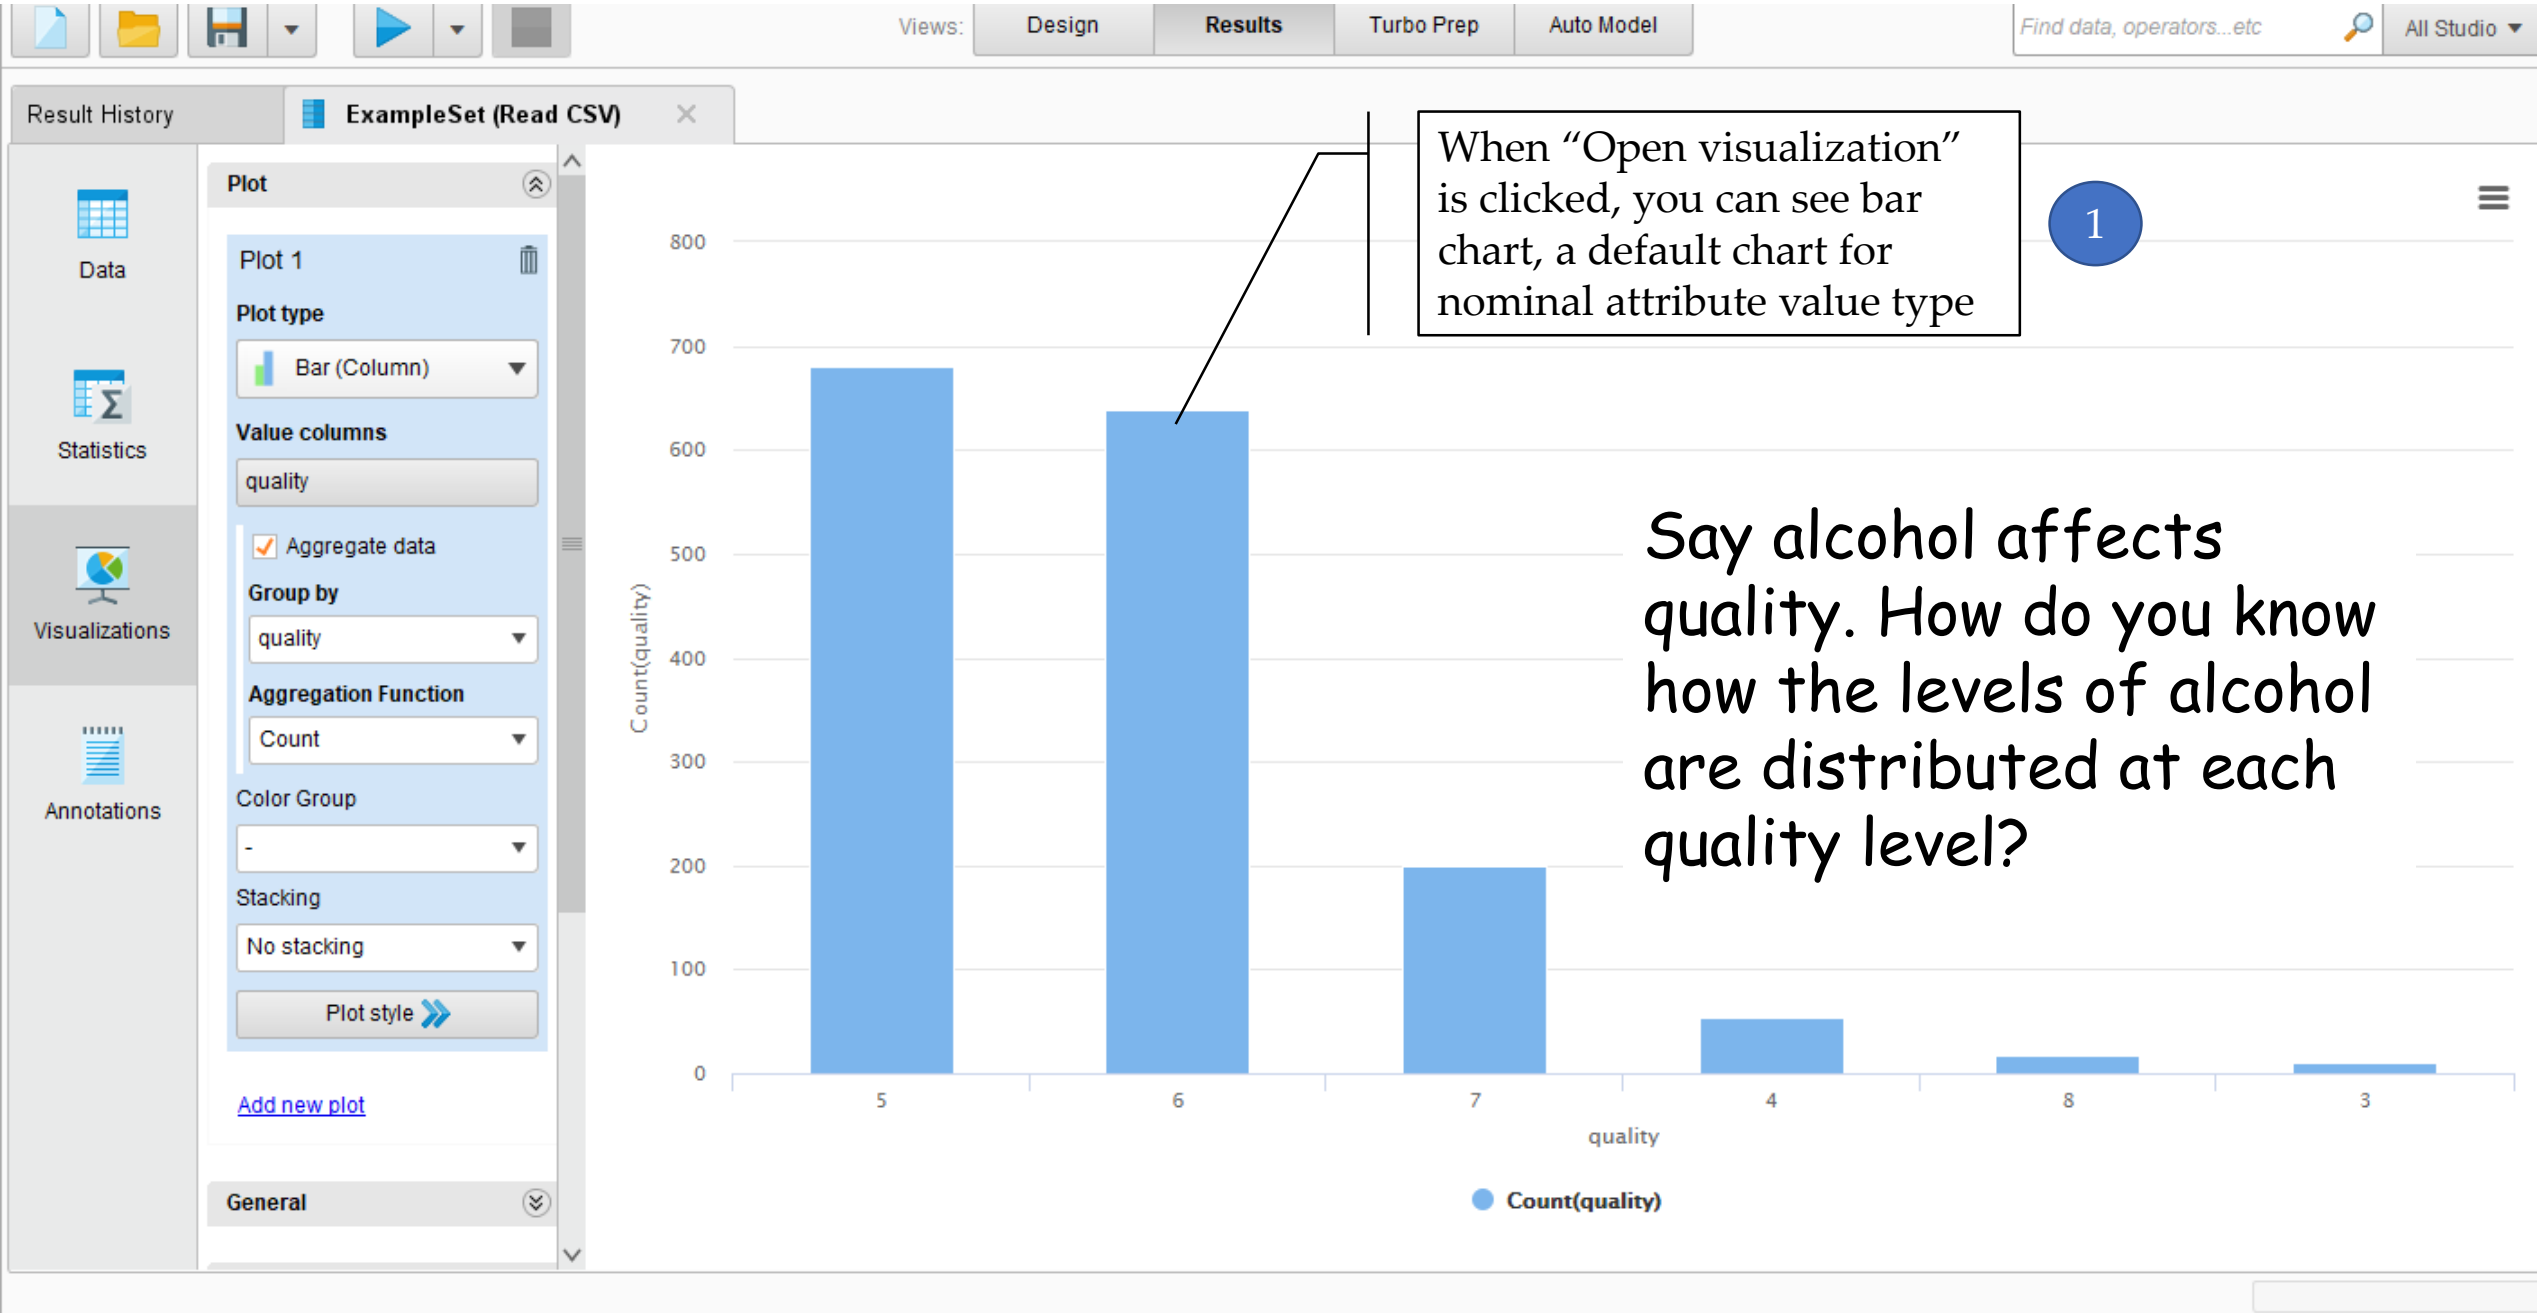 Views:
Design
Results
Turbo Prep
Auto Model
Find data, operators...etc
All Studio
Result History
ExampleSet (Read CSV)
Data
Statistics
Visualizations
Annotations
Plot
Plot 1
Plot type
Bar (Column)
Value columns
quality
Aggregate data
Group by
quality
Aggregation Function
Count
Color Group
-
Stacking
No stacking
Plot style
Add new plot
General
When “Open visualization”
is clicked, you can see bar
chart, a default chart for
nominal attribute value type
1
Say alcohol affects
quality. How do you know
how the levels of alcohol
are distributed at each
quality level?
Count(quality)
800
700
600
500
400
300
200
100
0
5 6 7 4 8 3
quality
Count(quality)